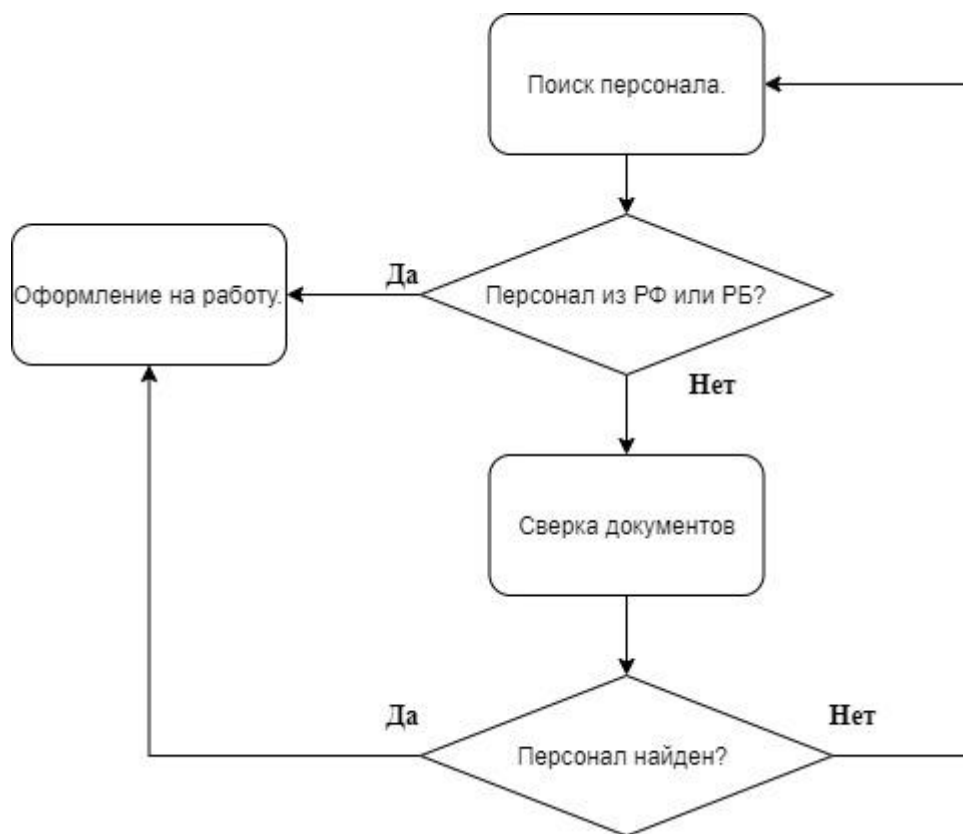 Поиск персонала.
Да
Оформление на работу.
Персонал из РФ или РБ?
Нет
Сверка документов
Да
Нет
Персонал найден?